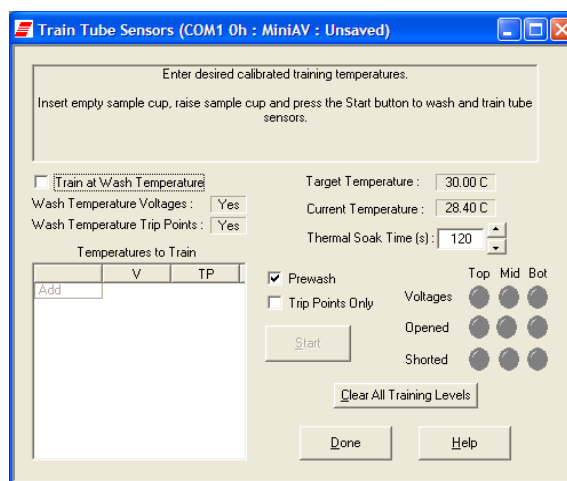 Train Tube Sensors (COM1 0h : MiniAV : Unsaved)
Enter desired calibrated training temperatures.
Insert empty sample cup, raise sample cup and press the Start button to wash and train tube
sensors.
Train at Wash Temperature
Wash Temperature Voltages : Yes
Wash Temperature Trip Points : Yes
Target Temperature : 30.00 C
Current Temperature : 28.40 C
Thermal Soak Time (s) : 120
Temperatures to Train
V TP
Add
Prewash
Trip Points Only
Start
Top Mid Bot
Voltages
Opened
Shorted
Clear All Training Levels
Done Help